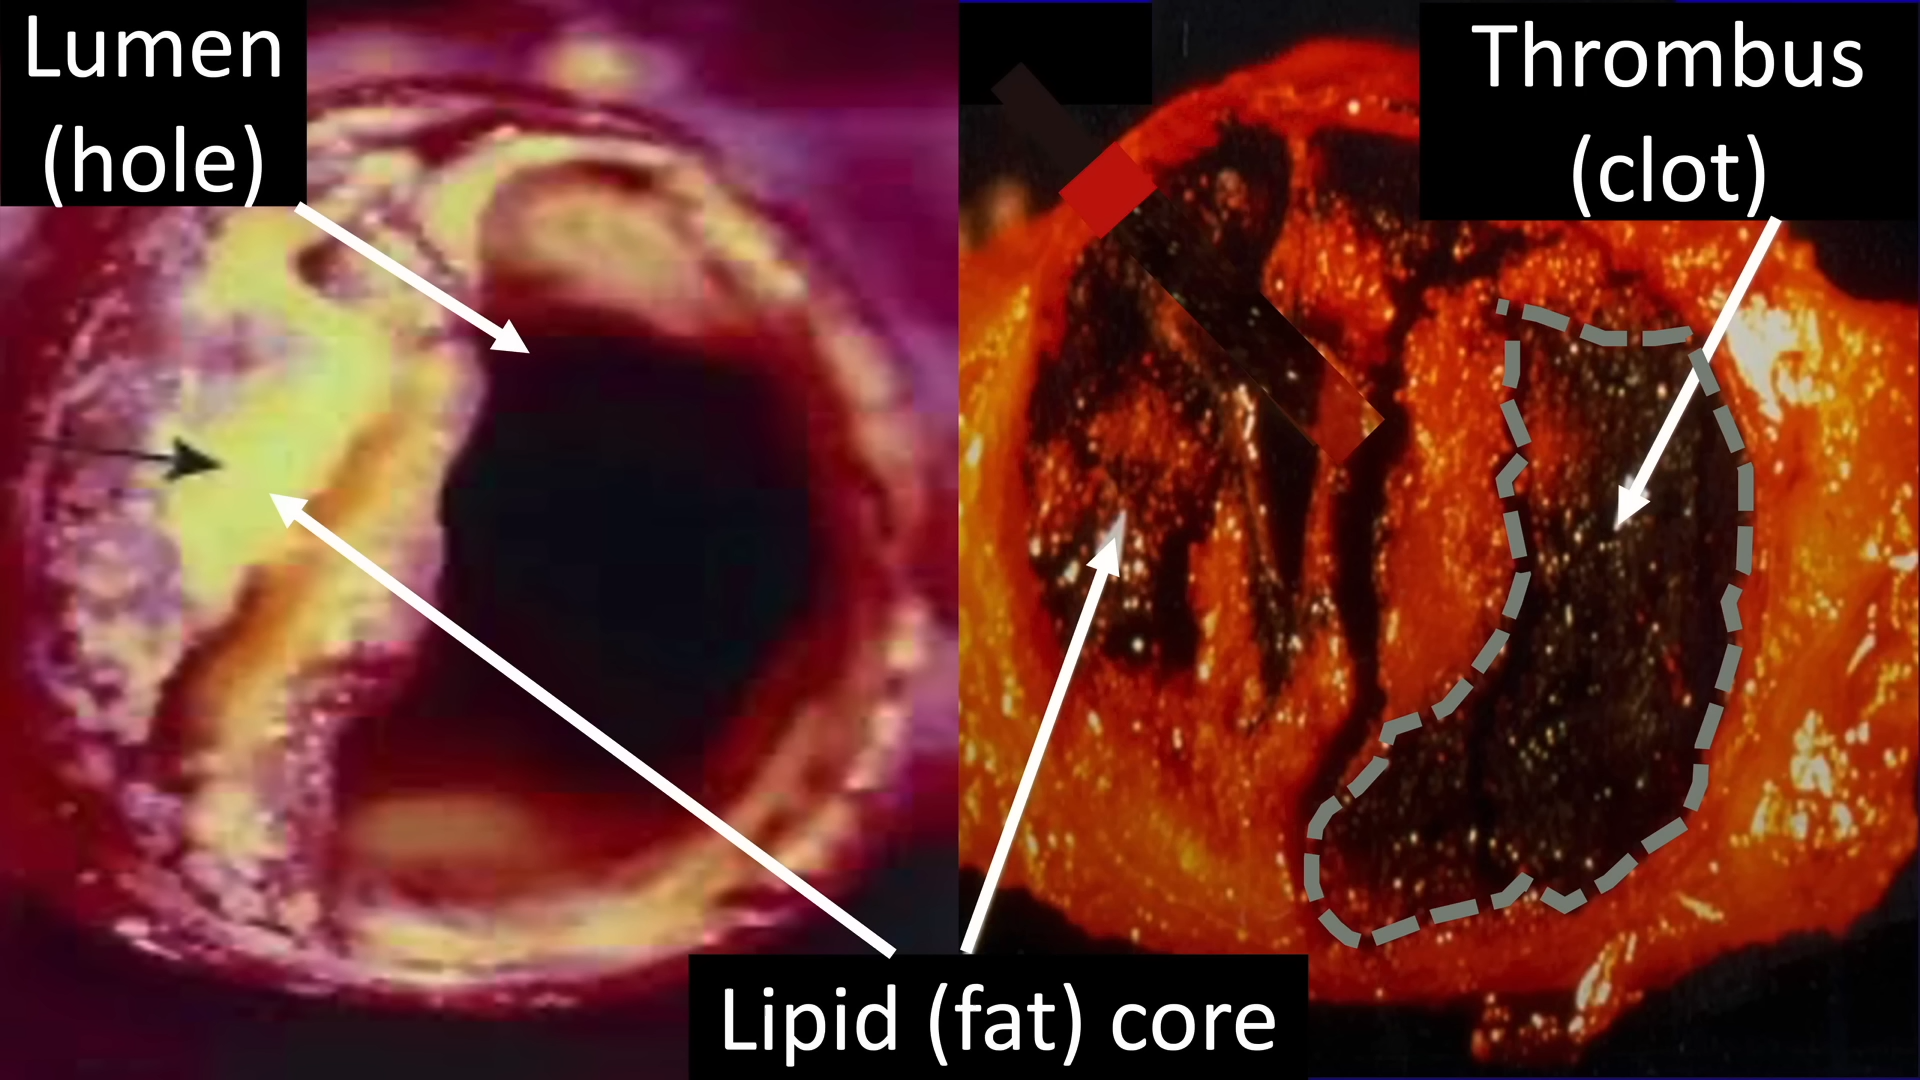 Lumen
(hole)
Thrombus
(clot)
Lipid (fat) core